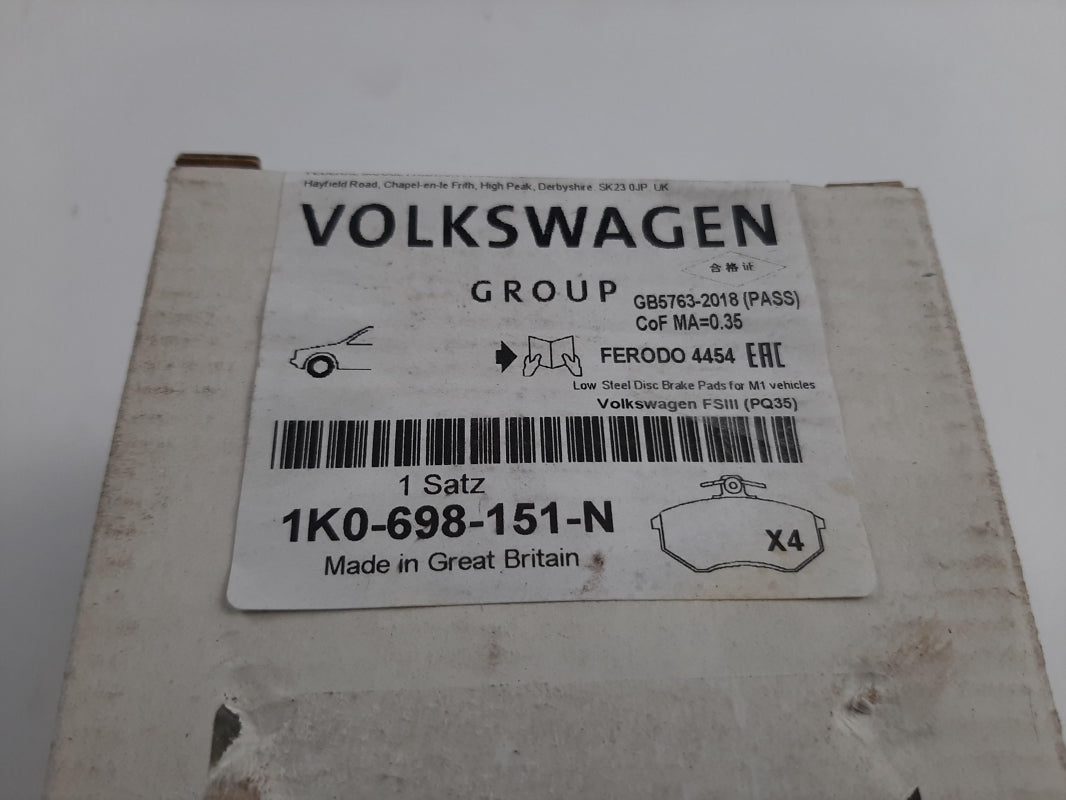 Hayfield Road, Chapel-en-le Frith, High Peak, Derbyshire. SK23 0JP UK
VOLKSWAGEN
合格证
GROUP
GB5763-2018 (PASS)
CoF MA=0.35
FERODO 4454 EAC
Low Steel Disc Brake Pads for M1 vehicles
Volkswagen FSIII (PQ35)
1 Satz
1K0-698-151-N
X4
Made in Great Britain